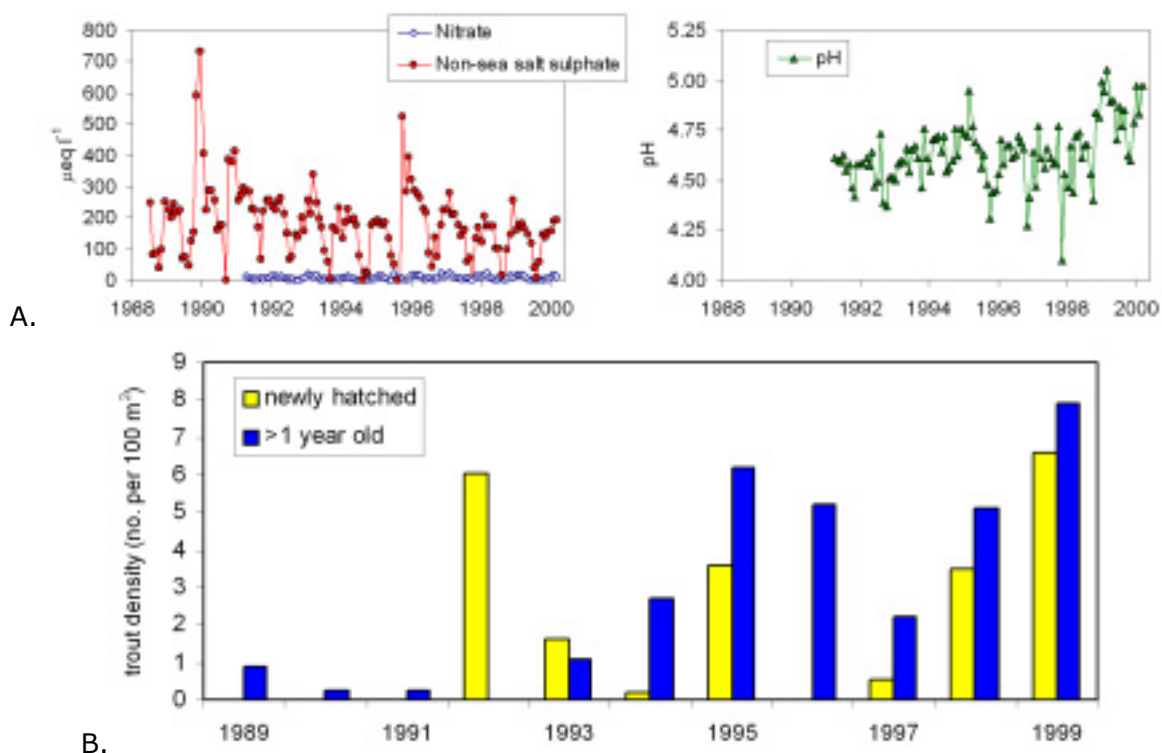 800
700
600
500
400
300
200
100
0
µeq l⁻¹
Nitrate
Non-sea salt sulphate
1988 1990 1992 1994 1996 1998 2000
5.25
5.00
4.75
4.50
4.25
4.00
pH
pH
1988 1990 1992 1994 1996 1998 2000
A.
9
8
7
6
5
4
3
2
1
0
trout density (no. per 100 m²)
newly hatched
>1 year old
1989 1991 1993 1995 1997 1999
B.